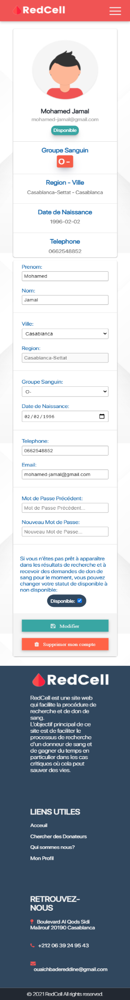 RedCell
Mohamed Jamal
mohamed-jamal@gmail.com
Disponible
Groupe Sanguin
O -
Region - Ville
Casablanca-Settat - Casablanca
Date de Naissance
1996-02-02
Telephone
0662548852
Prenom:
Mohamed
Nom:
Jamal
Ville:
Casablanca
Region:
Casablanca-Settat
Groupe Sanguin:
O-
Date de Naissance:
02/02/1996
Telephone:
0662548852
Email:
mohamed-jamal@gmail.com
Mot de Passe Précédent:
Mot de Passe Précédent...
Nouveau Mot de Passe:
Nouveau Mot de Passe...
Si vous n'êtes pas prêt à apparaître
dans les résultats de recherche et à
recevoir des demandes de don de
sang pour le moment, vous pouvez
changer votre statut de disponible à
non disponible:
Disponible:
Modifier
Supprimer mon compte
RedCell
RedCell est une site web
qui facilite la procédure de
recherche et de don de
sang.
L'objectif principal de ce
site est de faciliter le
processus de recherche
d'un donneur de sang et
de gagner du temps en
particulier dans les cas
critiques où cela peut
sauver des vies.
LIENS UTILES
Acceuil
Chercher des Donateurs
Qui sommes nous?
Mon Profil
RETROUVEZ-
NOUS
Boulevard Al Qods Sidi
Maârouf 20190 Casablanca
+212 06 39 24 95 43
ouaichbadereddine@gmail.com
© 2021 RedCell All rights reserved.